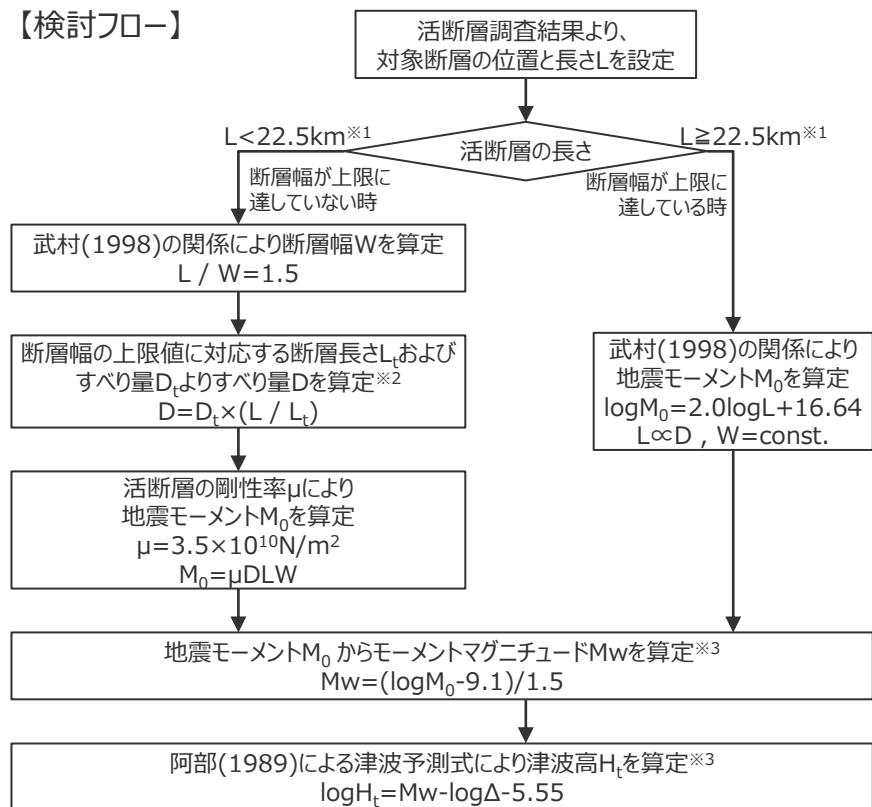 【検討フロー】
活断層調査結果より、
対象断層の位置と長さLを設定
L<22.5km※1
活断層の長さ
L≧22.5km※1
断層幅が上限に
達していない時
断層幅が上限に
達している時
武村(1998)の関係により断層幅Wを算定
L / W=1.5
断層幅の上限値に対応する断層長さLtおよび
すべり量Dtよりすべり量Dを算定※2
D=Dt×(L / Lt)
活断層の剛性率μにより
地震モーメントM0を算定
μ=3.5×10¹⁰N/m²
M0=μDLW
武村(1998)の関係により
地震モーメントM0を算定
logM0=2.0logL+16.64
L∝D , W=const.
地震モーメントM0 からモーメントマグニチュードMwを算定※3
Mw=(logM0-9.1)/1.5
阿部(1989)による津波予測式により津波高Htを算定※3
logHt=Mw-logΔ-5.55